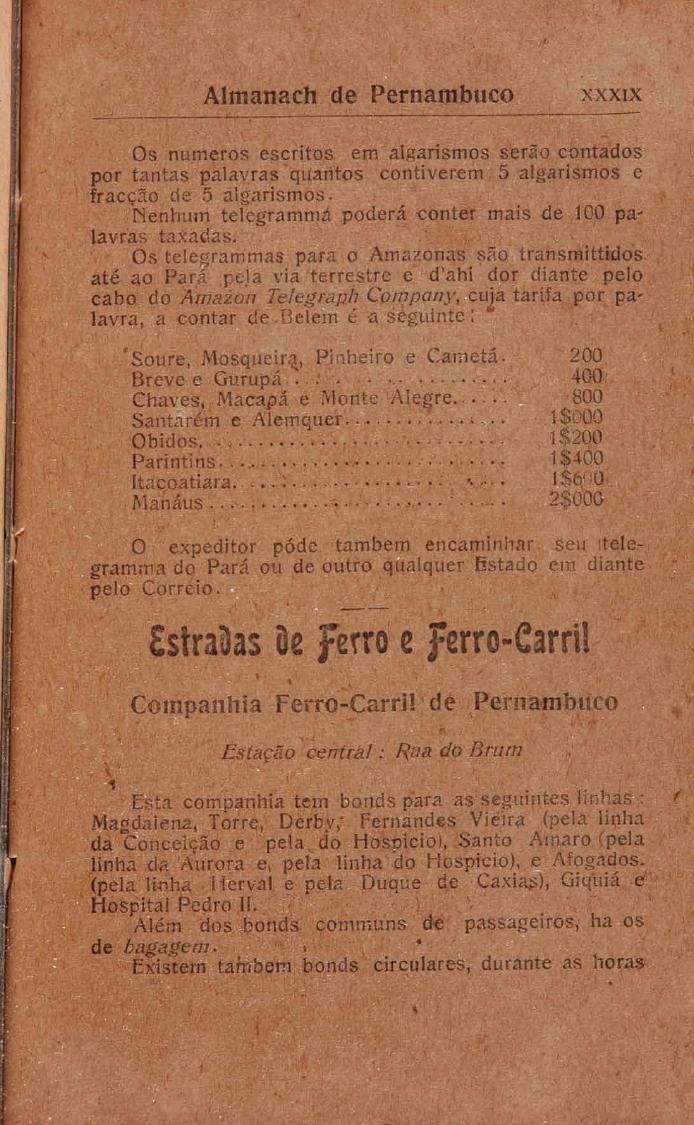 Almanach de Pernambuco XXXIX
Os numeros escritos em algarismos serão contados
por tantas palavras quantos contiverem 5 algarismos e
fracção de 5 algarismos.
Nenhum telegrammá poderá conter mais de 100 pa-
lavras taxadas.
Os telegrammas para o Amazonas são transmittidos
até ao Pará pela via terrestre e d'ahi dor diante pelo
cabo do Amazon Telegraph Company, cuja tarifa por pa-
lavra, a contar de Belem é a seguinte:
Soure, Mosqueira, Pinheiro e Cametá. 200
Breve e Gurupá . . . . . . . . . . . . 400
Chaves, Macapá e Monte Alegre. . . . . . 800
Santarém e Alemquer. . . . . . . . . . . . 1$000
Obidos. . . . . . . . . . . . . . . . . . 1$200
Parintins. . . . . . . . . . . . . . . . . 1$400
Itacoatiara. . . . . . . . . . . . . . . 1$600
Manáus . . . . . . . . . . . . . . . . . 2$000
O expeditor póde tambem encaminhar seu tele-
gramma do Pará ou de outro qualquer Estado em diante
pelo Correio.
Estradas de Ferro e Ferro-Carril
Companhia Ferro-Carril de Pernambuco
Estação central : Rua do Brum
Esta companhia tem bonds para as seguintes linhas :
Magdalena, Torre, Derby, Fernandes Vieira (pela linha
da Conceição e pela do Hospicio), Santo Amaro (pela
linha da Aurora e, pela linha do Hospicio), e Afogados.
(pela linha Herval e pela Duque de Caxias), Giquiá e
Hospital Pedro II.
Além dos bonds communs de passageiros, ha os
de bagagem.
Existem tambem bonds circulares, durante as horas